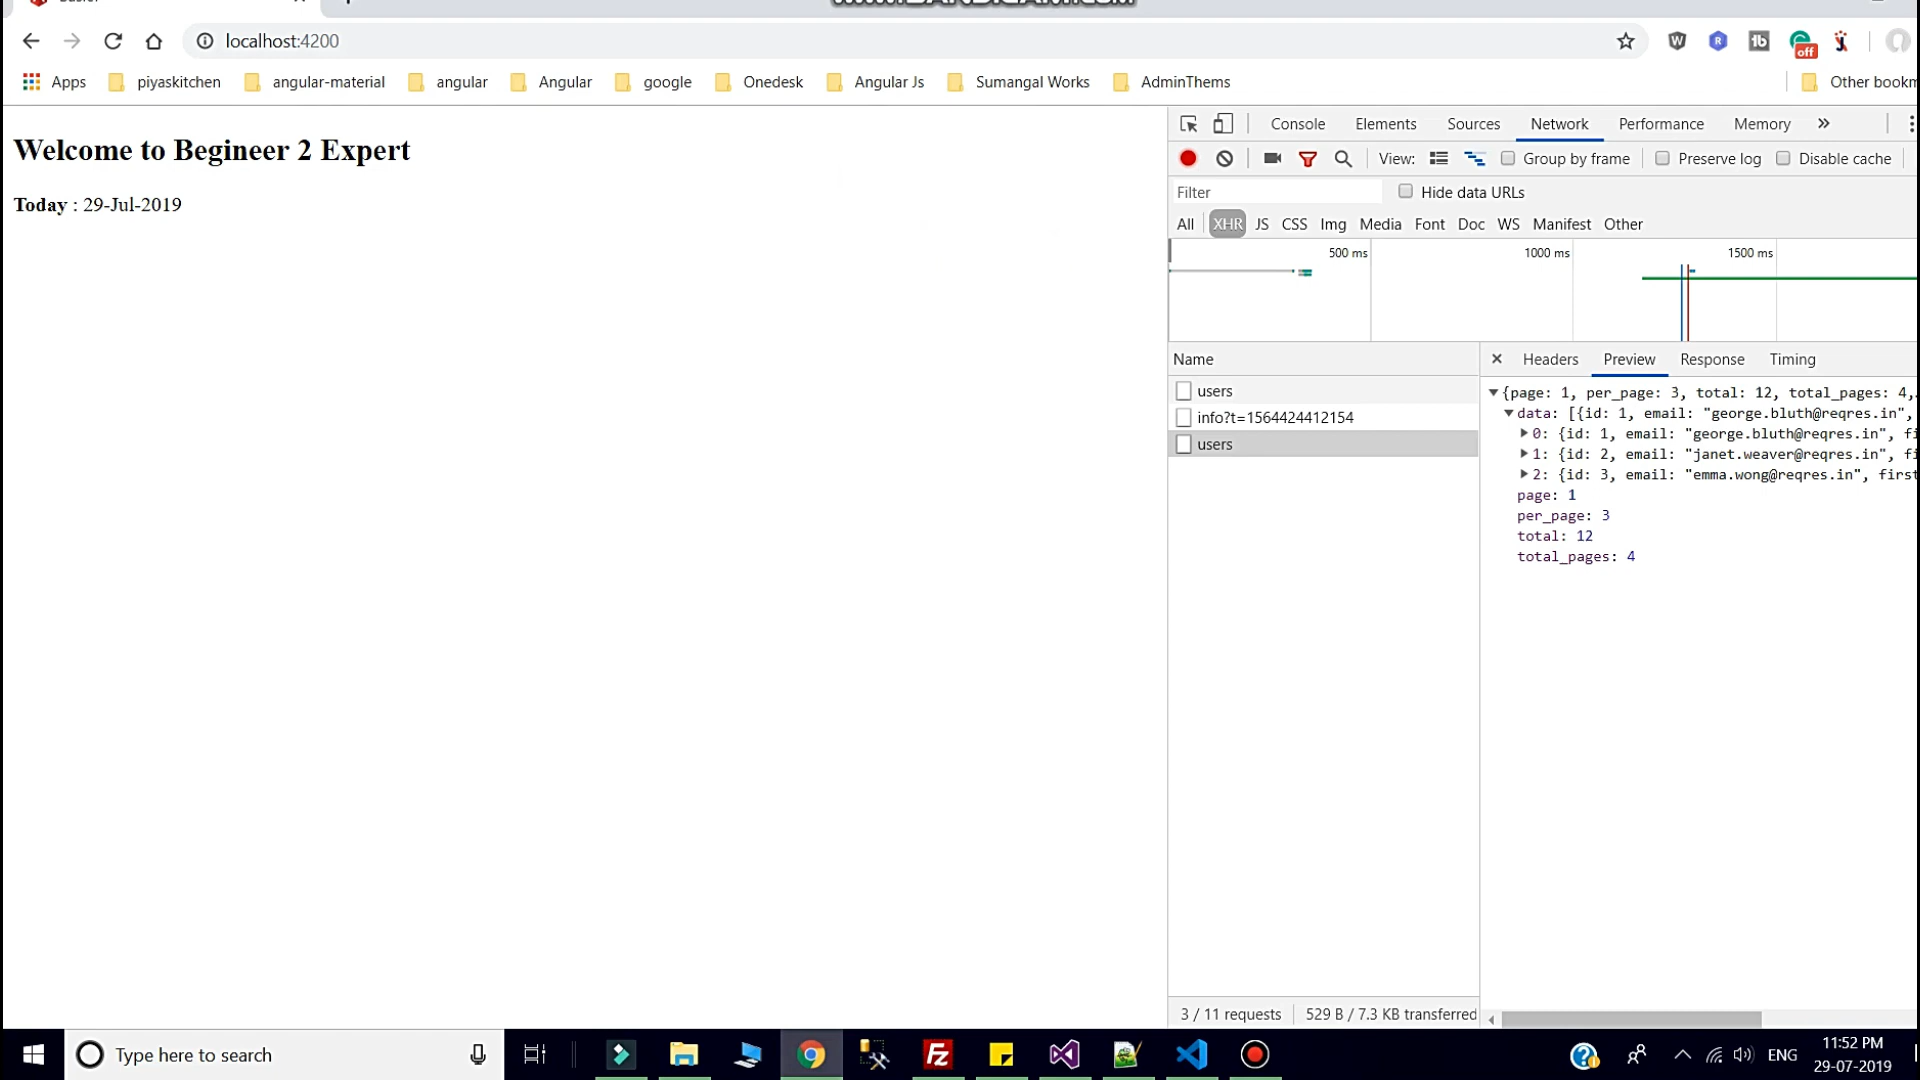 www.BANDICAM.com
localhost:4200
Apps piyaskitchen angular-material angular Angular google Onedesk Angular Js Sumangal Works AdminThems Other bookm
Welcome to Begineer 2 Expert
Today : 29-Jul-2019
Console Elements Sources Network Performance Memory
View: Group by frame Preserve log Disable cache
Filter Hide data URLs
All XHR JS CSS Img Media Font Doc WS Manifest Other
500 ms 1000 ms 1500 ms
Name
users
info?t=1564424412154
users
Headers Preview Response Timing
{page: 1, per_page: 3, total: 12, total_pages: 4,
data: [{id: 1, email: "george.bluth@reqres.in",
0: {id: 1, email: "george.bluth@reqres.in", fi
1: {id: 2, email: "janet.weaver@reqres.in", fi
2: {id: 3, email: "emma.wong@reqres.in", first
page: 1
per_page: 3
total: 12
total_pages: 4
3 / 11 requests 529 B / 7.3 KB transferred
Type here to search
ENG
11:52 PM
29-07-2019